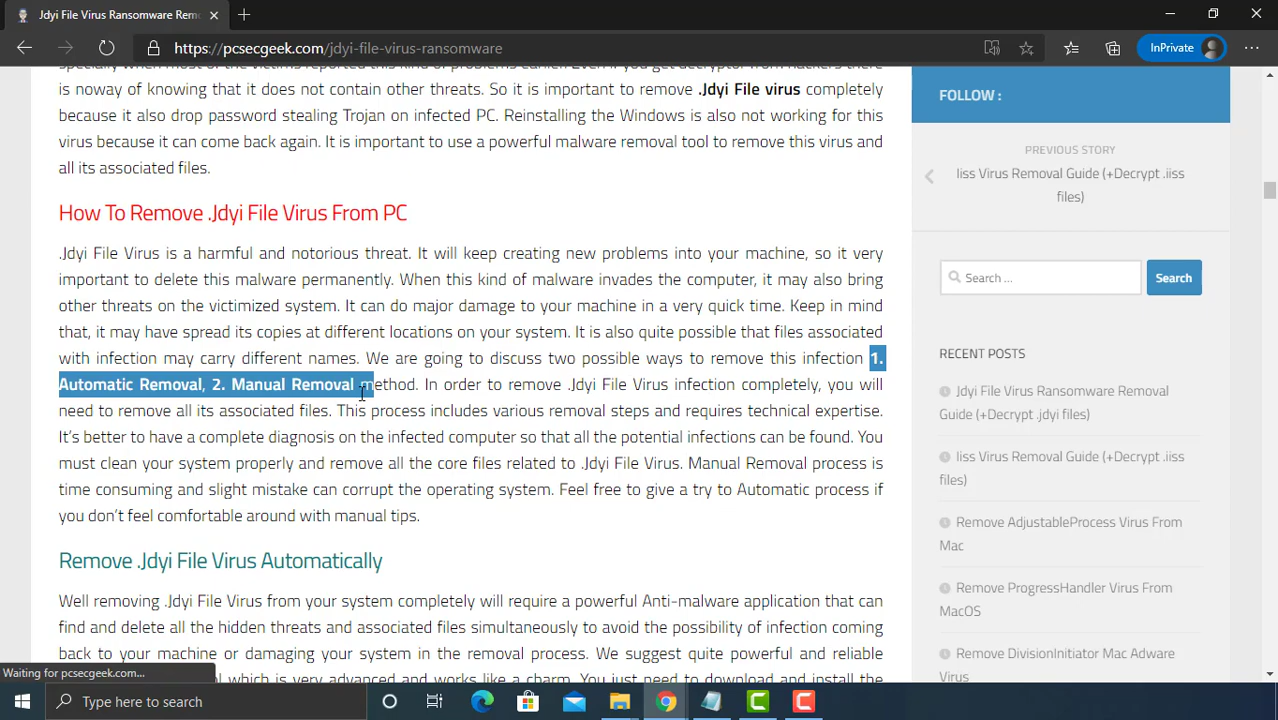 Jdyi File Virus Ransomware Rem
https://pcsecgeek.com/jdyi-file-virus-ransomware
InPrivate
is noway of knowing that it does not contain other threats. So it is important to remove .Jdyi File virus completely
because it also drop password stealing Trojan on infected PC. Reinstalling the Windows is also not working for this
virus because it can come back again. It is important to use a powerful malware removal tool to remove this virus and
all its associated files.
How To Remove .Jdyi File Virus From PC
.Jdyi File Virus is a harmful and notorious threat. It will keep creating new problems into your machine, so it very
important to delete this malware permanently. When this kind of malware invades the computer, it may also bring
other threats on the victimized system. It can do major damage to your machine in a very quick time. Keep in mind
that, it may have spread its copies at different locations on your system. It is also quite possible that files associated
with infection may carry different names. We are going to discuss two possible ways to remove this infection 1.
Automatic Removal, 2. Manual Removal method. In order to remove .Jdyi File Virus infection completely, you will
need to remove all its associated files. This process includes various removal steps and requires technical expertise.
It's better to have a complete diagnosis on the infected computer so that all the potential infections can be found. You
must clean your system properly and remove all the core files related to .Jdyi File Virus. Manual Removal process is
time consuming and slight mistake can corrupt the operating system. Feel free to give a try to Automatic process if
you don't feel comfortable around with manual tips.
Remove .Jdyi File Virus Automatically
Well removing .Jdyi File Virus from your system completely will require a powerful Anti-malware application that can
find and delete all the hidden threats and associated files simultaneously to avoid the possibility of infection coming
back to your machine or damaging your system in the removal process. We suggest quite powerful and reliable
which is very advanced and works like a charm. You just need to download and install the
FOLLOW :
PREVIOUS STORY
Iiss Virus Removal Guide (+Decrypt .iiss
files)
Search ...
Search
RECENT POSTS
Jdyi File Virus Ransomware Removal
Guide (+Decrypt .jdyi files)
Iiss Virus Removal Guide (+Decrypt .iiss
files)
Remove AdjustableProcess Virus From
Mac
Remove ProgressHandler Virus From
MacOS
Remove DivisionInitiator Mac Adware
Virus
Waiting for pcsecgeek.com...
Type here to search